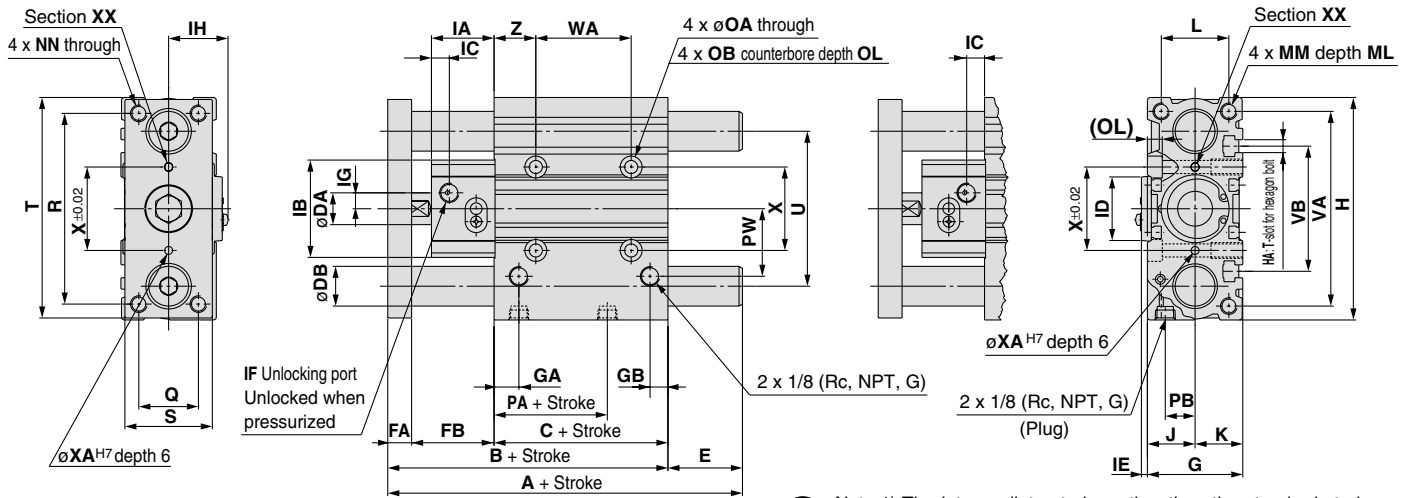 Section XX
4 x NN through
IH
T
R
X±0.02
Q
S
øXA H7 depth 6
IA
Z
WA
IC
4 x øOA through
4 x OB counterbore depth OL
IB
IG
øDA
øDB
PW
X
U
IF Unlocking port
Unlocked when
pressurized
GA
GB
2 x 1/8 (Rc, NPT, G)
PA + Stroke
FA
FB
C + Stroke
B + Stroke
E
A + Stroke
IC
Section XX
L
4 x MM depth ML
(OL)
X±0.02
ID
HA: T-slot for hexagon bolt
VB
VA
H
øXA H7 depth 6
2 x 1/8 (Rc, NPT, G)
(Plug)
PB
J
K
IE
G